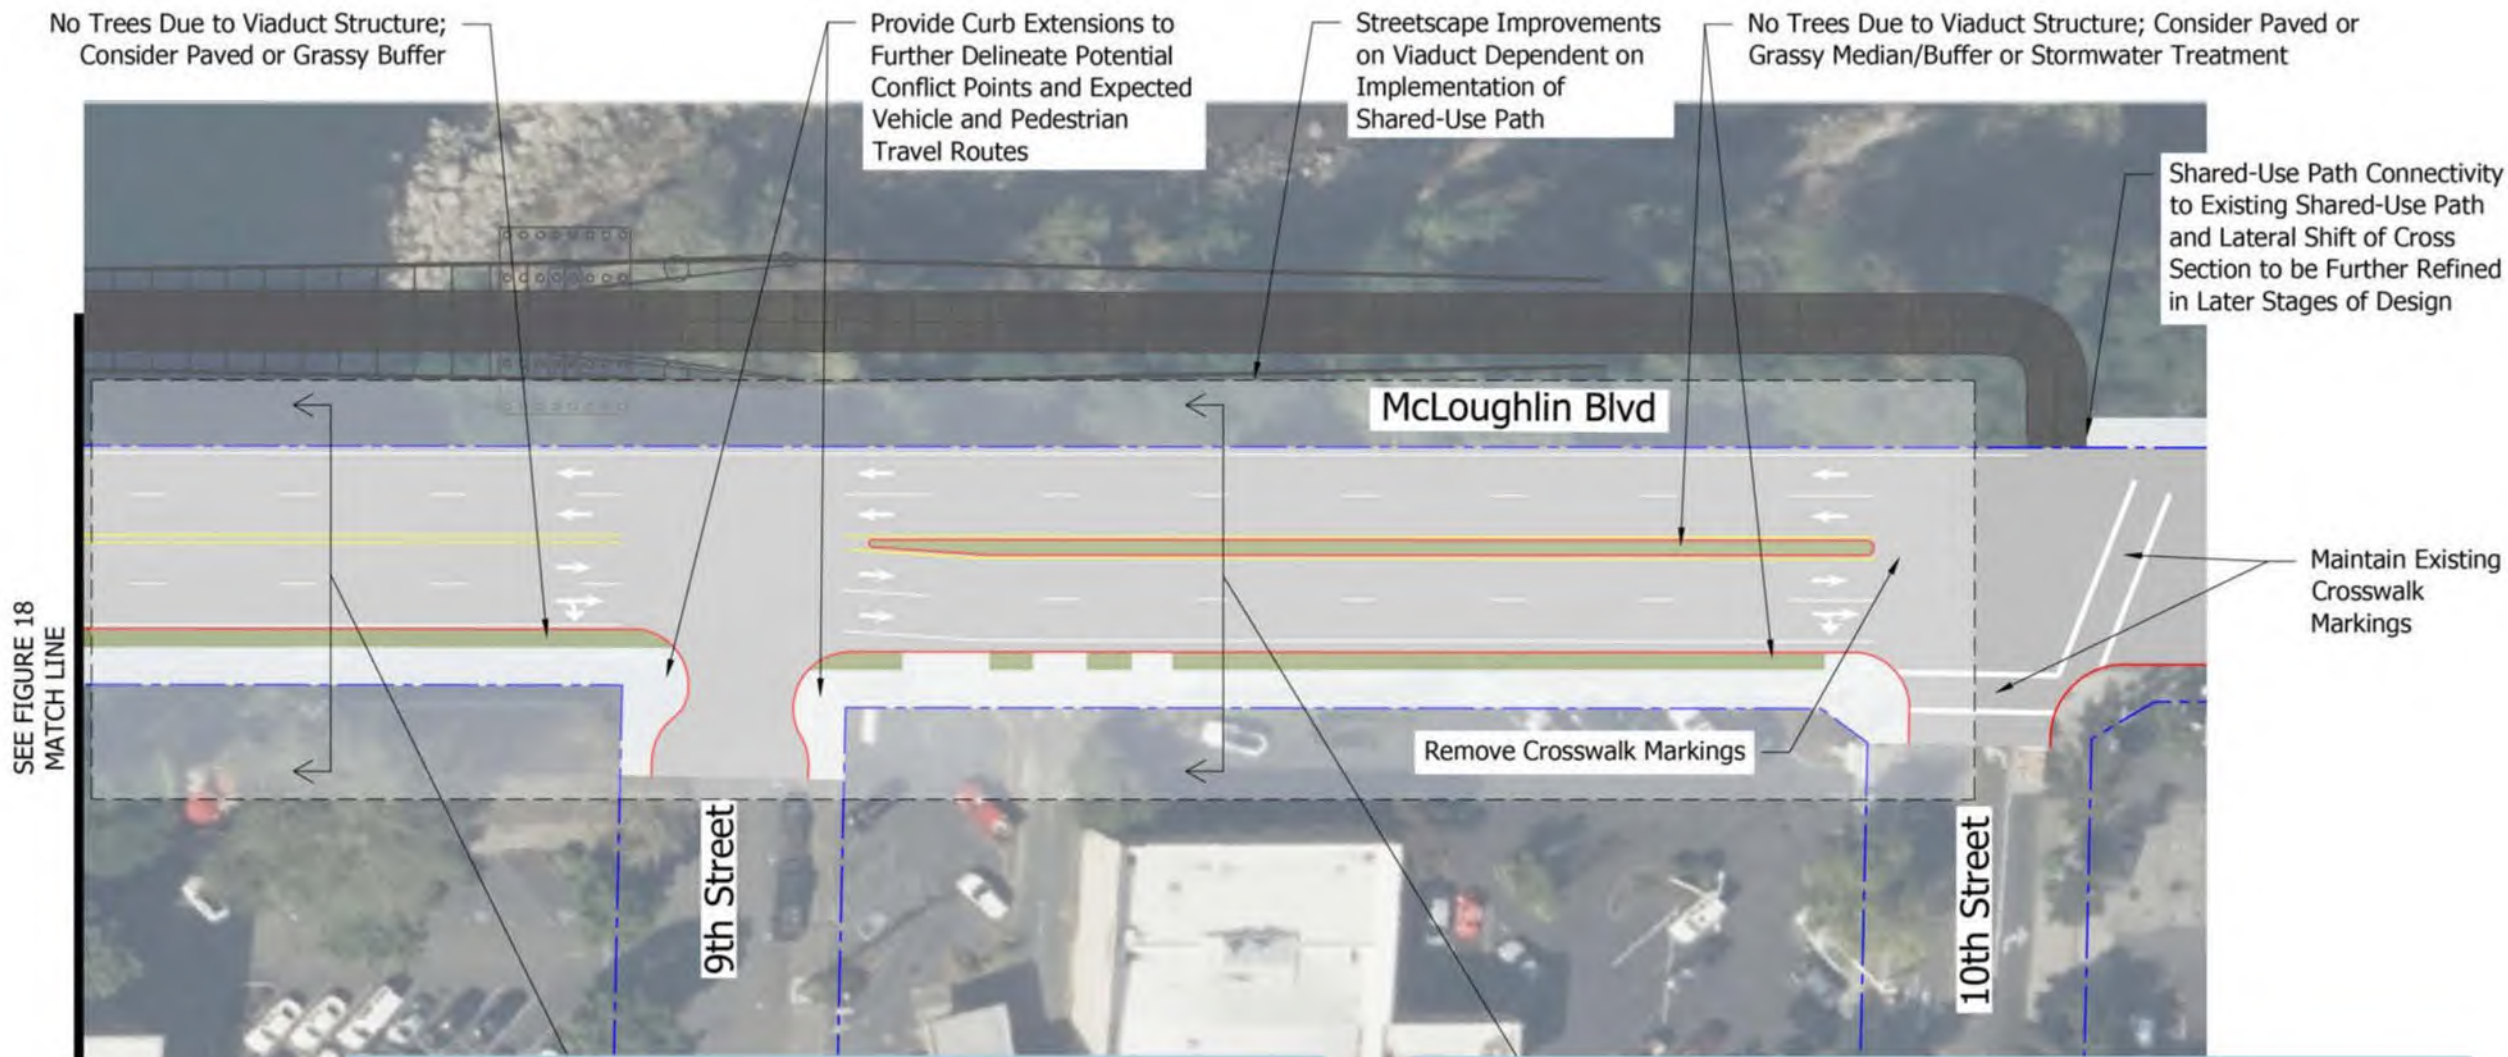 No Trees Due to Viaduct Structure;
Consider Paved or Grassy Buffer
Provide Curb Extensions to
Further Delineate Potential
Conflict Points and Expected
Vehicle and Pedestrian
Travel Routes
Streetscape Improvements
on Viaduct Dependent on
Implementation of
Shared-Use Path
No Trees Due to Viaduct Structure; Consider Paved or
Grassy Median/Buffer or Stormwater Treatment
Shared-Use Path Connectivity
to Existing Shared-Use Path
and Lateral Shift of Cross
Section to be Further Refined
in Later Stages of Design
McLoughlin Blvd
Maintain Existing
Crosswalk
Markings
SEE FIGURE 18
MATCH LINE
Remove Crosswalk Markings
9th Street
10th Street